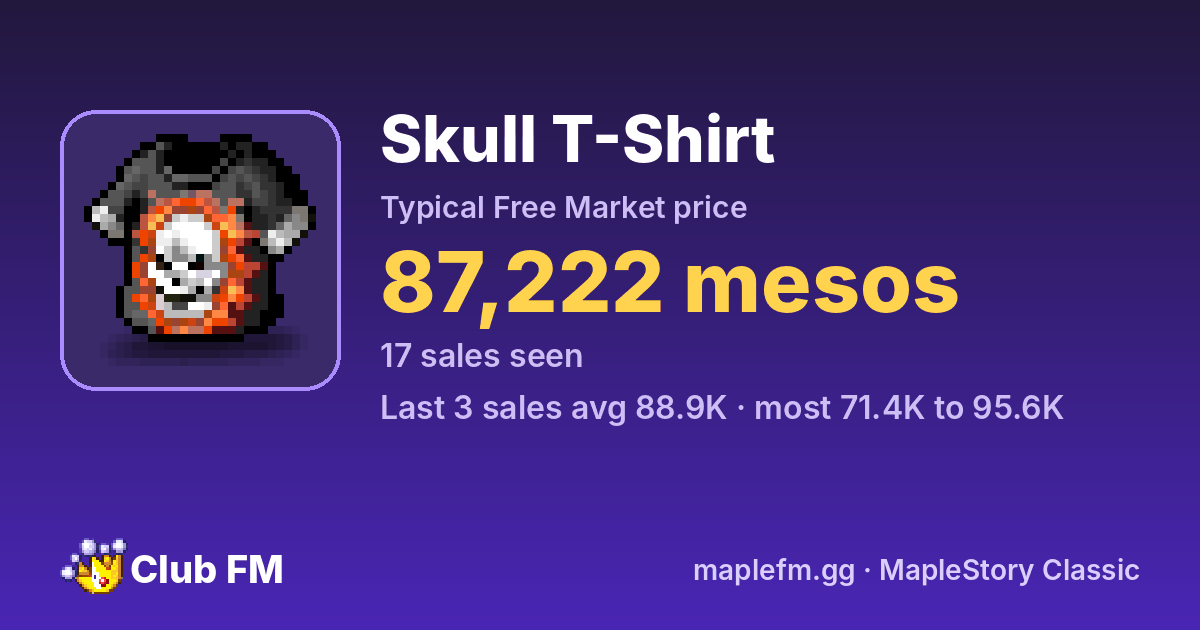 Skull T-Shirt
Typical Free Market price
87,222 mesos
17 sales seen
Last 3 sales avg 88.9K · most 71.4K to 95.6K
Club FM
maplefm.gg · MapleStory Classic